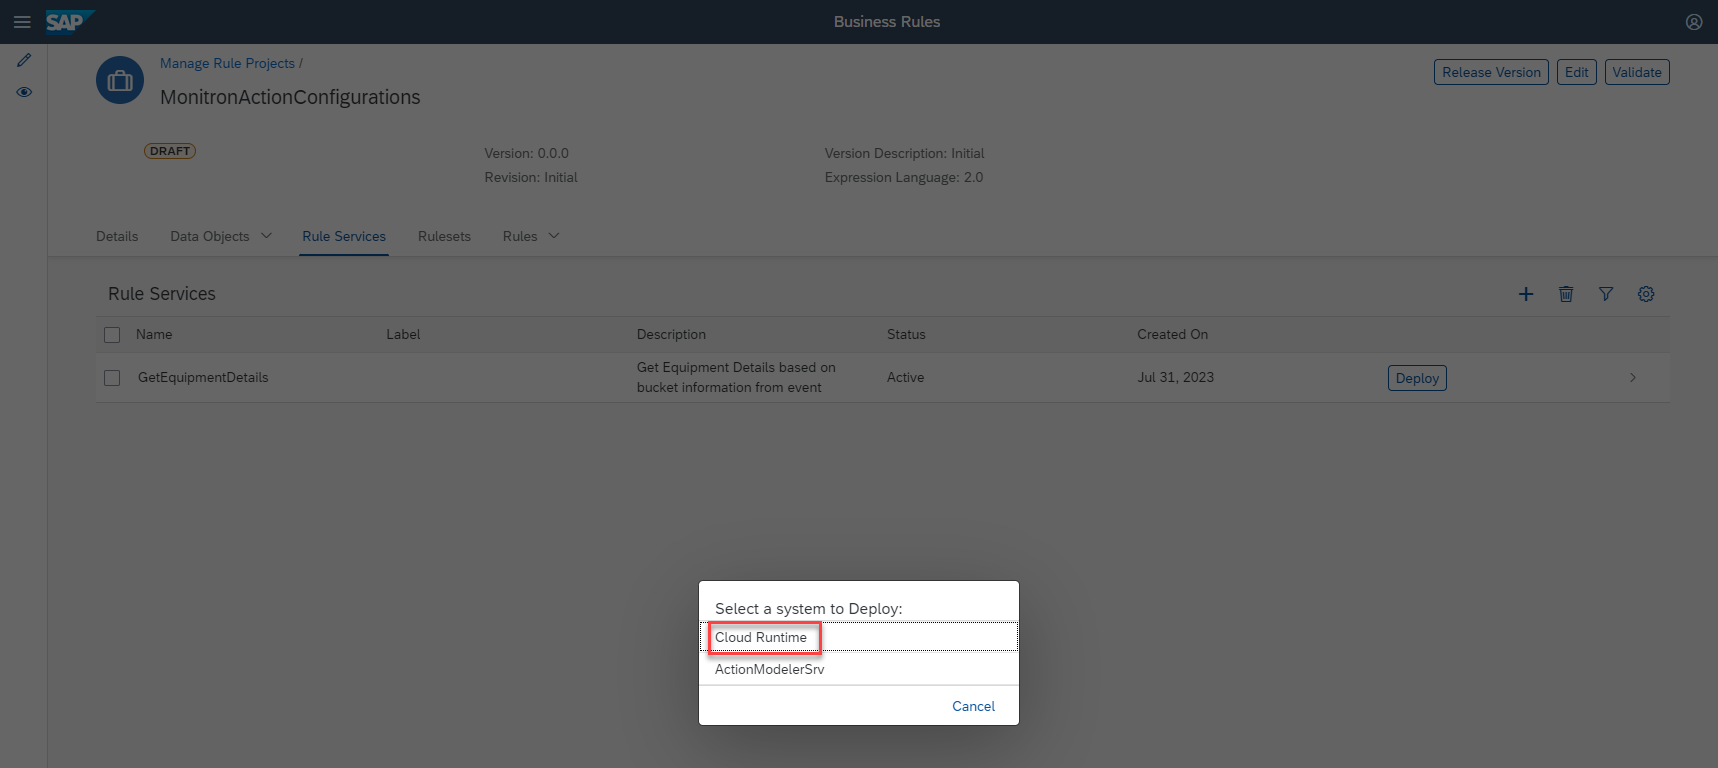 SAP
Business Rules
Manage Rule Projects /
MonitronActionConfigurations
Release Version
Edit
Validate
DRAFT
Version: 0.0.0
Version Description: Initial
Revision: Initial
Expression Language: 2.0
Details
Data Objects
Rule Services
Rulesets
Rules
Rule Services
Name
Label
Description
Status
Created On
GetEquipmentDetails
Get Equipment Details based on
bucket information from event
Active
Jul 31, 2023
Deploy
Select a system to Deploy:
Cloud Runtime
ActionModelerSrv
Cancel